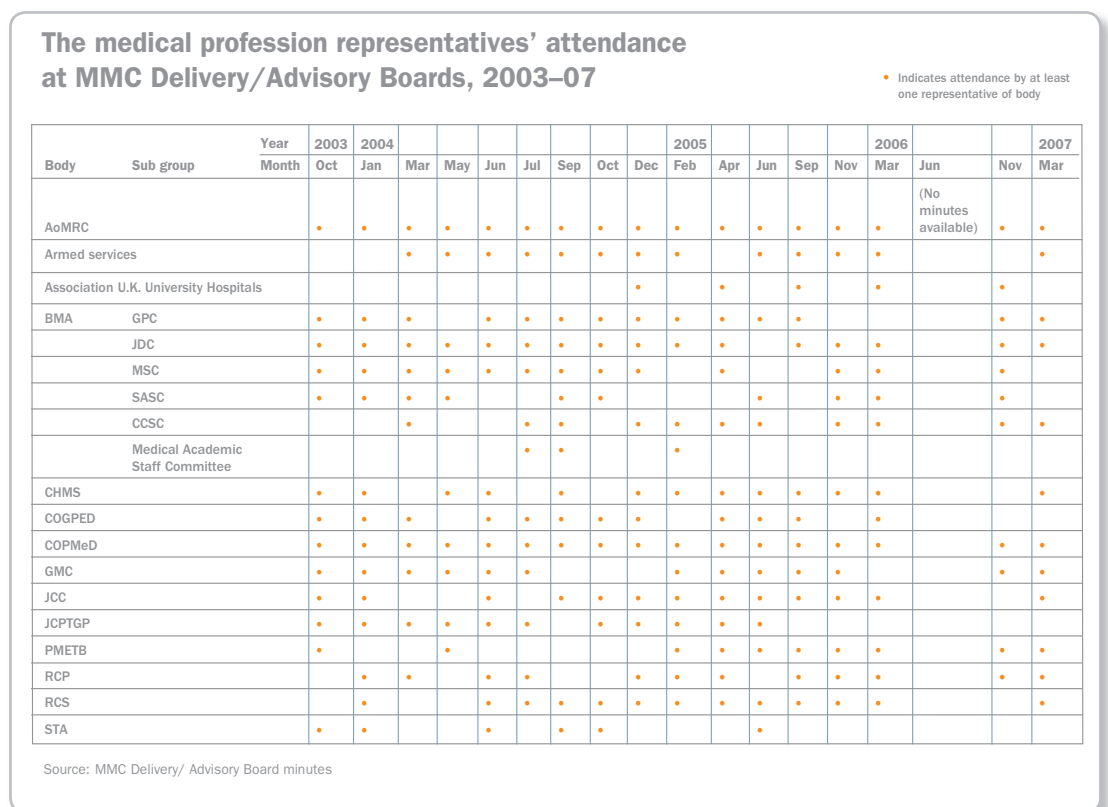 The medical profession representatives’ attendance
at MMC Delivery/Advisory Boards, 2003–07
• Indicates attendance by at least
one representative of body
Year 2003 2004 2005 2006 2007
Body Sub group Month Oct Jan Mar May Jun Jul Sep Oct Dec Feb Apr Jun Sep Nov Mar Jun Nov Mar
(No
minutes
AoMRC • • • • • • • • • • • • • • • available) • •
Armed services • • • • • • • • • • • • •
Association U.K. University Hospitals • • • • •
BMA GPC • • • • • • • • • • • • • •
JDC • • • • • • • • • • • • • • • •
MSC • • • • • • • • • • • • •
SASC • • • • • • • • • • •
CCSC • • • • • • • • • • • •
Medical Academic • • •
Staff Committee
CHMS • • • • • • • • • • • • • •
COGPED • • • • • • • • • • • • •
COPMeD • • • • • • • • • • • • • • • • •
GMC • • • • • • • • • • • • •
JCC • • • • • • • • • • • • • •
JCPTGP • • • • • • • • • • •
PMETB • • • • • • • • • • •
RCP • • • • • • • • • • • •
RCS • • • • • • • • • • • • •
STA • • • • • •
Source: MMC Delivery/ Advisory Board minutes